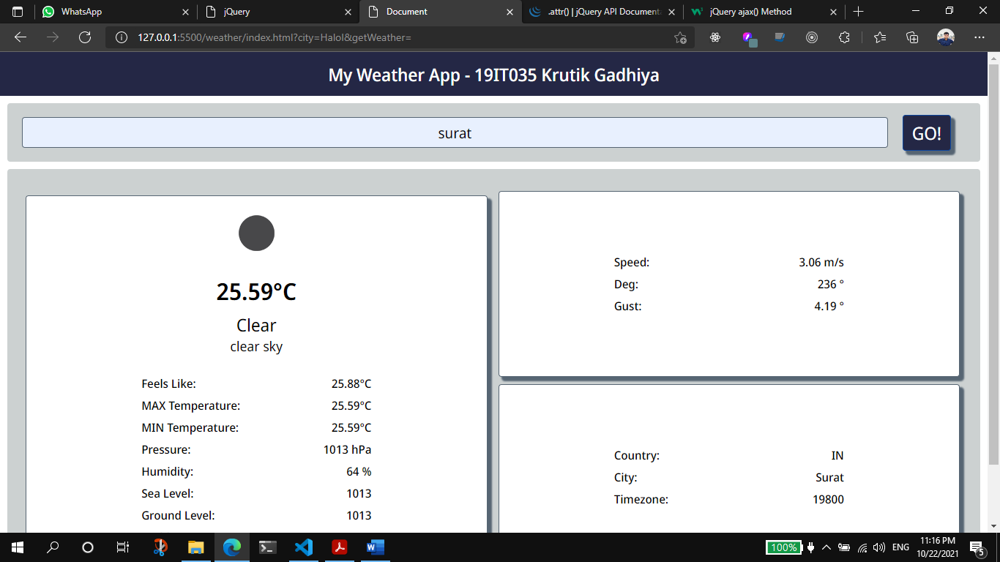 WhatsApp
jQuery
Document
.attr() | jQuery API Documenta
jQuery ajax() Method
127.0.0.1:5500/weather/index.html?city=Halol&getWeather=
My Weather App - 19IT035 Krutik Gadhiya
surat
GO!
25.59°C
Clear
clear sky
Feels Like: 25.88°C
MAX Temperature: 25.59°C
MIN Temperature: 25.59°C
Pressure: 1013 hPa
Humidity: 64 %
Sea Level: 1013
Ground Level: 1013
Speed: 3.06 m/s
Deg: 236 °
Gust: 4.19 °
Country: IN
City: Surat
Timezone: 19800
100%
ENG
11:16 PM
10/22/2021
5